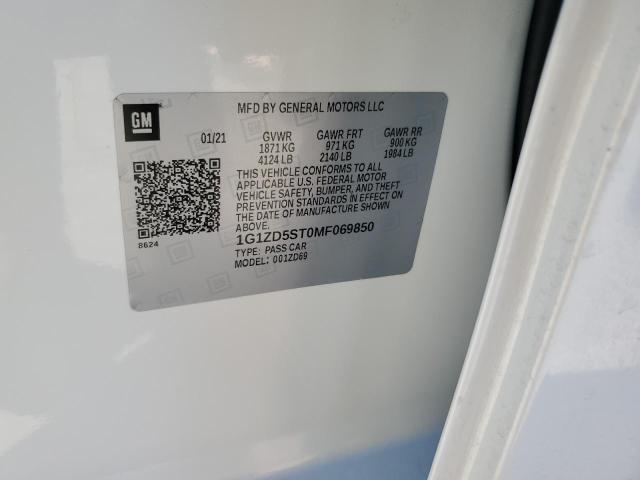 MFD BY GENERAL MOTORS LLC
GM
01/21 GVWR GAWR FRT GAWR RR
1871 KG 971 KG 900 KG
4124 LB 2140 LB 1984 LB
THIS VEHICLE CONFORMS TO ALL
APPLICABLE U.S. FEDERAL MOTOR
VEHICLE SAFETY, BUMPER, AND THEFT
PREVENTION STANDARDS IN EFFECT ON
THE DATE OF MANUFACTURE SHOWN
ABOVE.
8624
1G1ZD5ST0MF069850
TYPE: PASS CAR
MODEL: 001ZD69